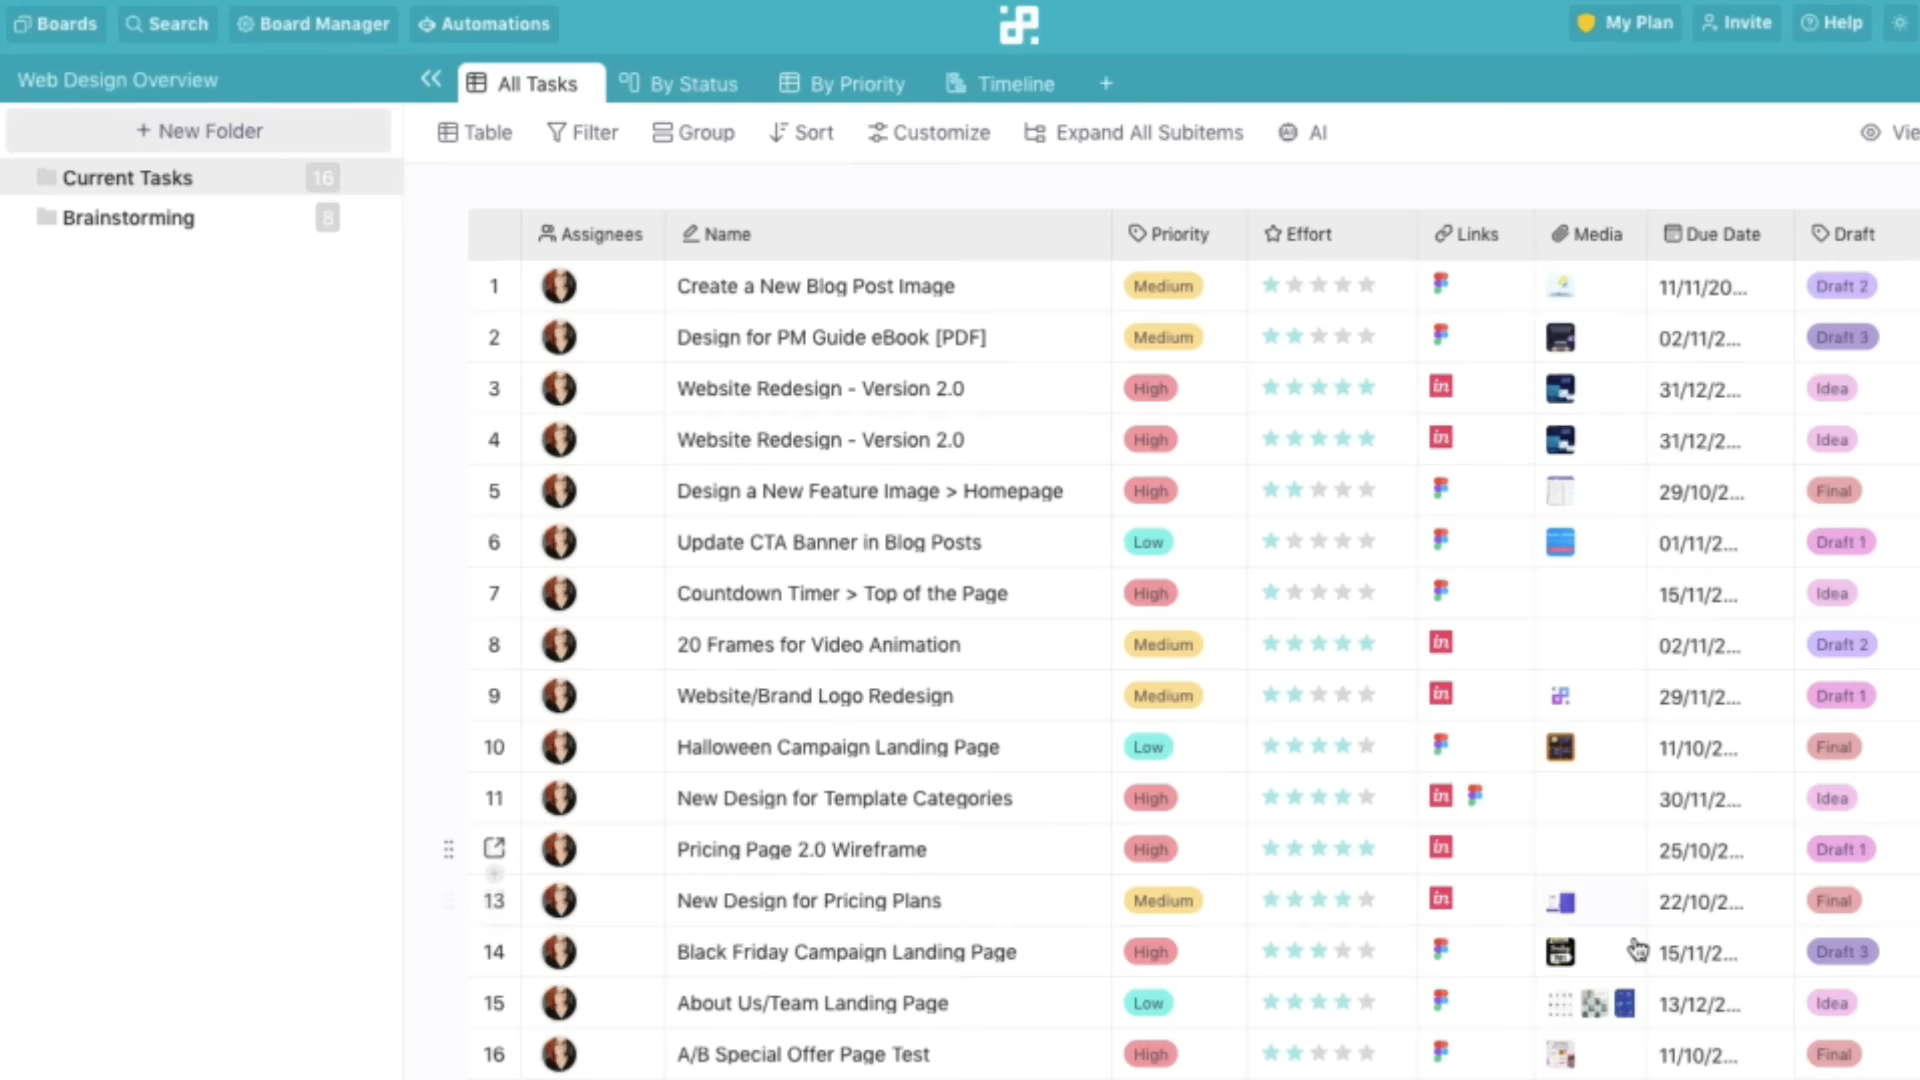 Boards Search Board Manager Automations My Plan Invite Help
Web Design Overview All Tasks By Status By Priority Timeline +
+ New Folder Table Filter Group Sort Customize Expand All Subitems AI Vie
Current Tasks 16
Brainstorming 8
Assignees Name Priority Effort Links Media Due Date Draft
1 Create a New Blog Post Image Medium 11/11/20... Draft 2
2 Design for PM Guide eBook [PDF] Medium 02/11/2... Draft 3
3 Website Redesign - Version 2.0 High in 31/12/2... Idea
4 Website Redesign - Version 2.0 High in 31/12/2... Idea
5 Design a New Feature Image > Homepage High 29/10/2... Final
6 Update CTA Banner in Blog Posts Low 01/11/2... Draft 1
7 Countdown Timer > Top of the Page High 15/11/2... Idea
8 20 Frames for Video Animation Medium in 02/11/2... Draft 2
9 Website/Brand Logo Redesign Medium in 29/11/2... Draft 1
10 Halloween Campaign Landing Page Low 11/10/2... Final
11 New Design for Template Categories High in 30/11/2... Idea
Pricing Page 2.0 Wireframe High in 25/10/2... Draft 1
13 New Design for Pricing Plans Medium in 22/10/2... Final
14 Black Friday Campaign Landing Page High 15/11/2... Draft 3
15 About Us/Team Landing Page Low 13/12/2... Idea
16 A/B Special Offer Page Test High 11/10/2... Final